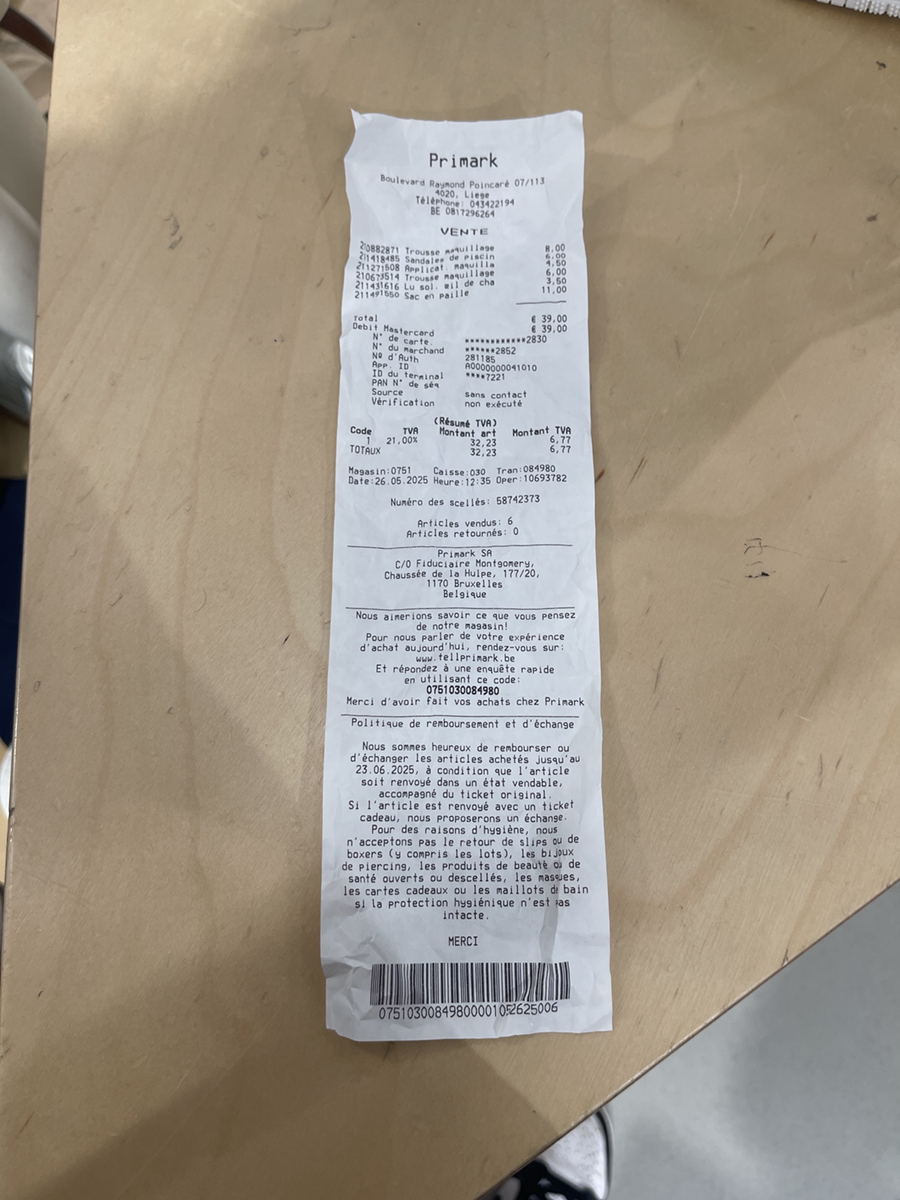 Primark
Boulevard Raymond Poincaré 07/113
4020, Liege
Téléphone: 043422194
BE 0817296264
VENTE
210882871 Trousse maquillage 8,00
211418485 Sandales de piscin 6,00
211271508 Applicat. maquilla 4,50
210673514 Trousse maquillage 6,00
211431616 Lu sol. œil de cha 3,50
211491550 Sac en paille 11,00
Total € 39,00
Debit Mastercard € 39,00
N° de carte. ************2830
N° du marchand ******2852
Nº d'Auth 281185
App. ID A0000000041010
ID du terminal ****7221
PAN N° de séq
Source sans contact
Vérification non exécuté
(Résumé TVA)
Code TVA Montant art Montant TVA
1 21,00% 32,23 6,77
TOTAUX 32,23 6,77
Magasin:0751 Caisse:030 Tran:084980
Date:26.05.2025 Heure:12:35 Oper:10693782
Numéro des scellés: 58742373
Articles vendus: 6
Articles retournés: 0
Primark SA
C/O Fiduciaire Montgomery,
Chaussée de la Hulpe, 177/20,
1170 Bruxelles
Belgique
Nous aimerions savoir ce que vous pensez
de notre magasin!
Pour nous parler de votre expérience
d'achat aujourd'hui, rendez-vous sur:
www.tellprimark.be
Et répondez à une enquête rapide
en utilisant ce code:
0751030084980
Merci d'avoir fait vos achats chez Primark
Politique de remboursement et d'échange
Nous sommes heureux de rembourser ou
d'échanger les articles achetés jusqu'au
23.06.2025, à condition que l'article
soit renvoyé dans un état vendable,
accompagné du ticket original.
Si l'article est renvoyé avec un ticket
cadeau, nous proposerons un échange.
Pour des raisons d'hygiène, nous
n'acceptons pas le retour de slips ou de
boxers (y compris les lots), les bijoux
de piercing, les produits de beauté ou de
santé ouverts ou descellés, les masques,
les cartes cadeaux ou les maillots de bain
si la protection hygiénique n'est pas
intacte.
MERCI
0751030084980000102625006